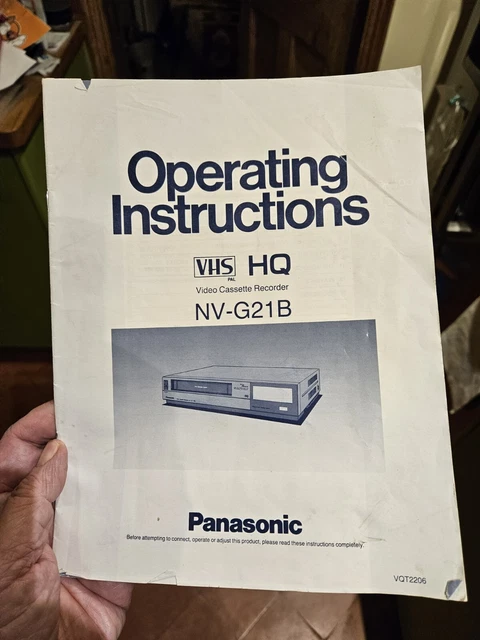 Operating
Instructions
VHS HQ
PAL
Video Cassette Recorder
NV-G21B
Panasonic
Before attempting to connect, operate or adjust this product, please read these instructions completely.
VQT2206